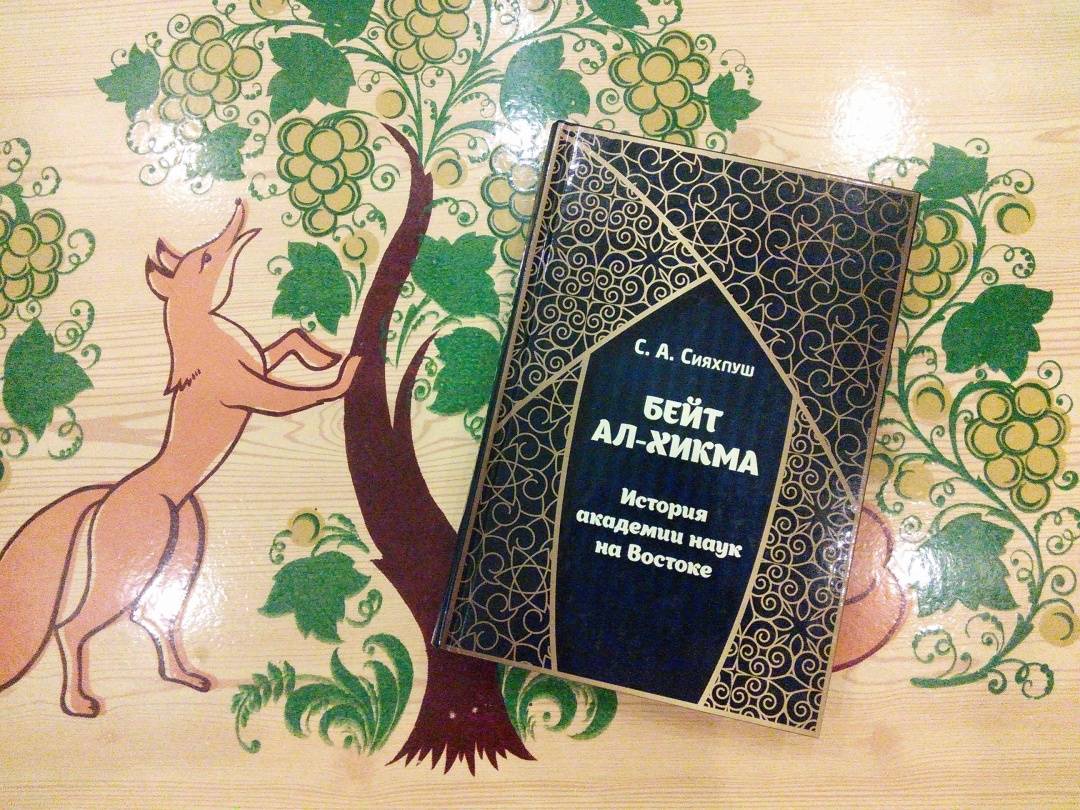 С. А. Сияхпуш
БЕЙТ
АЛ-ХИКМА
История
академии наук
на Востоке